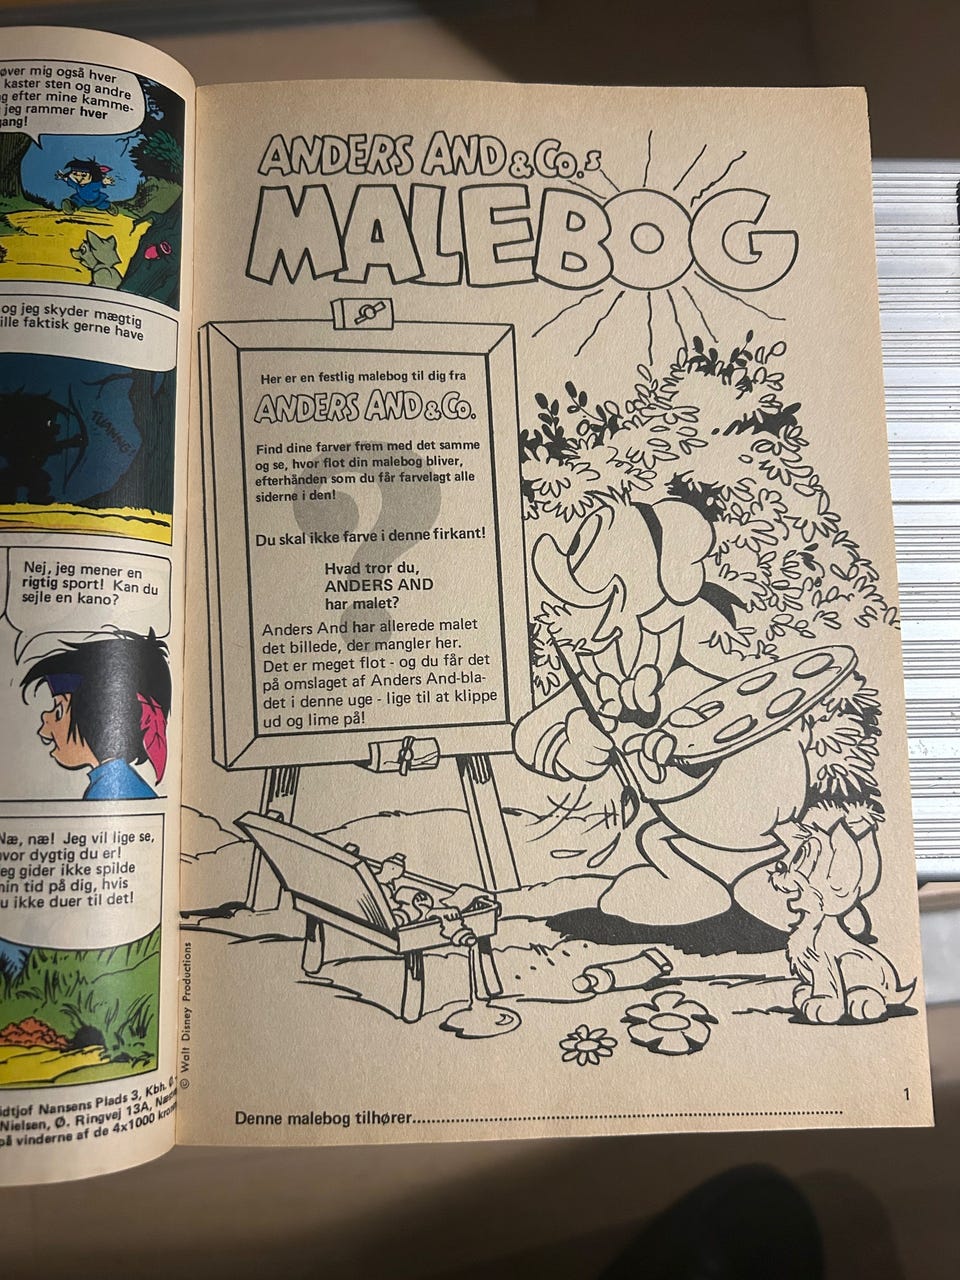 øver mig også hver
kaster sten og andre
efter mine kamme-
jeg rammer hver
gang!
og jeg skyder mægtig
ille faktisk gerne have
TUANNG!
Nej, jeg mener en
rigtig sport! Kan du
sejle en kano?
Næ, næ! Jeg vil lige se,
vor dygtig du er!
eg gider ikke spilde
min tid på dig, hvis
u ikke duer til det!
idtjof Nansens Plads 3, Kbh. Ø
Nielsen, Ø. Ringvej 13A, Næst
på vinderne af de 4x1000 kron
© Walt Disney Productions
ANDERS AND & Co.s
MALEBOG
Her er en festlig malebog til dig fra
ANDERS AND & Co.
Find dine farver frem med det samme
og se, hvor flot din malebog bliver,
efterhånden som du får farvelagt alle
siderne i den!
Du skal ikke farve i denne firkant!
Hvad tror du,
ANDERS AND
har malet?
Anders And har allerede malet
det billede, der mangler her.
Det er meget flot - og du får det
på omslaget af Anders And-bla-
det i denne uge - lige til at klippe
ud og lime på!
?
Denne malebog tilhører......................................................................
1